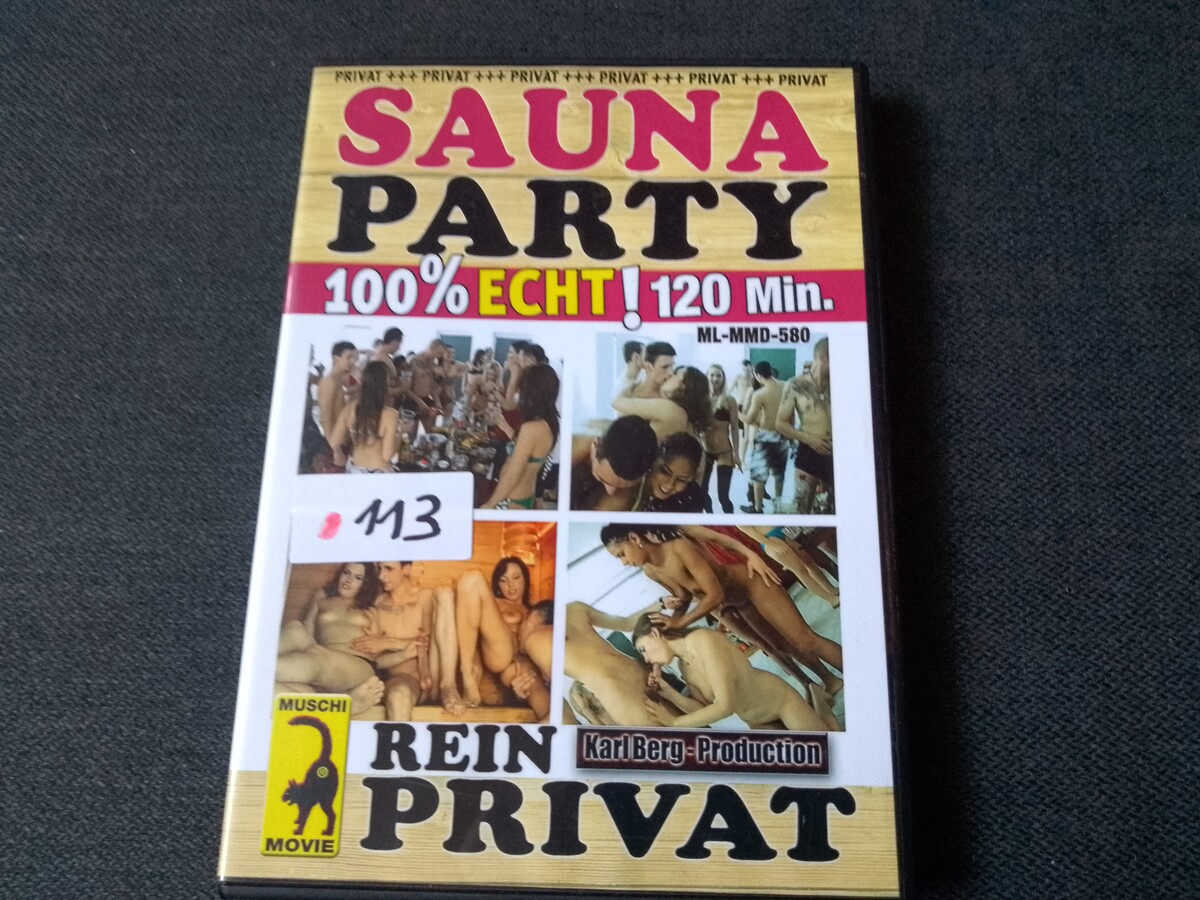 PRIVAT +++ PRIVAT +++ PRIVAT +++ PRIVAT +++ PRIVAT +++ PRIVAT
SAUNA
PARTY
100% ECHT! 120 Min.
ML-MMD-580
113
MUSCHI
®
MOVIE
REIN
Karl Berg - Production
PRIVAT